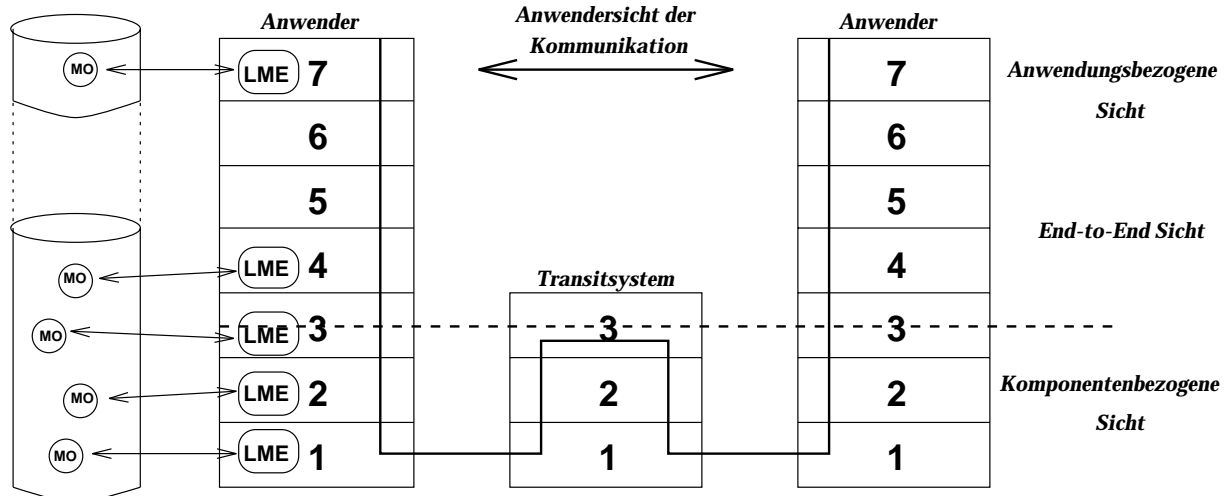 Anwender
Anwendersicht der
Kommunikation
Anwender
MO
LME 7
7
Anwendungsbezogene
Sicht
6
6
5
5
End-to-End Sicht
MO
LME 4
4
Transitsystem
MO
LME 3
3
3
MO
LME 2
2
2
Komponentenbezogene
Sicht
MO
LME 1
1
1